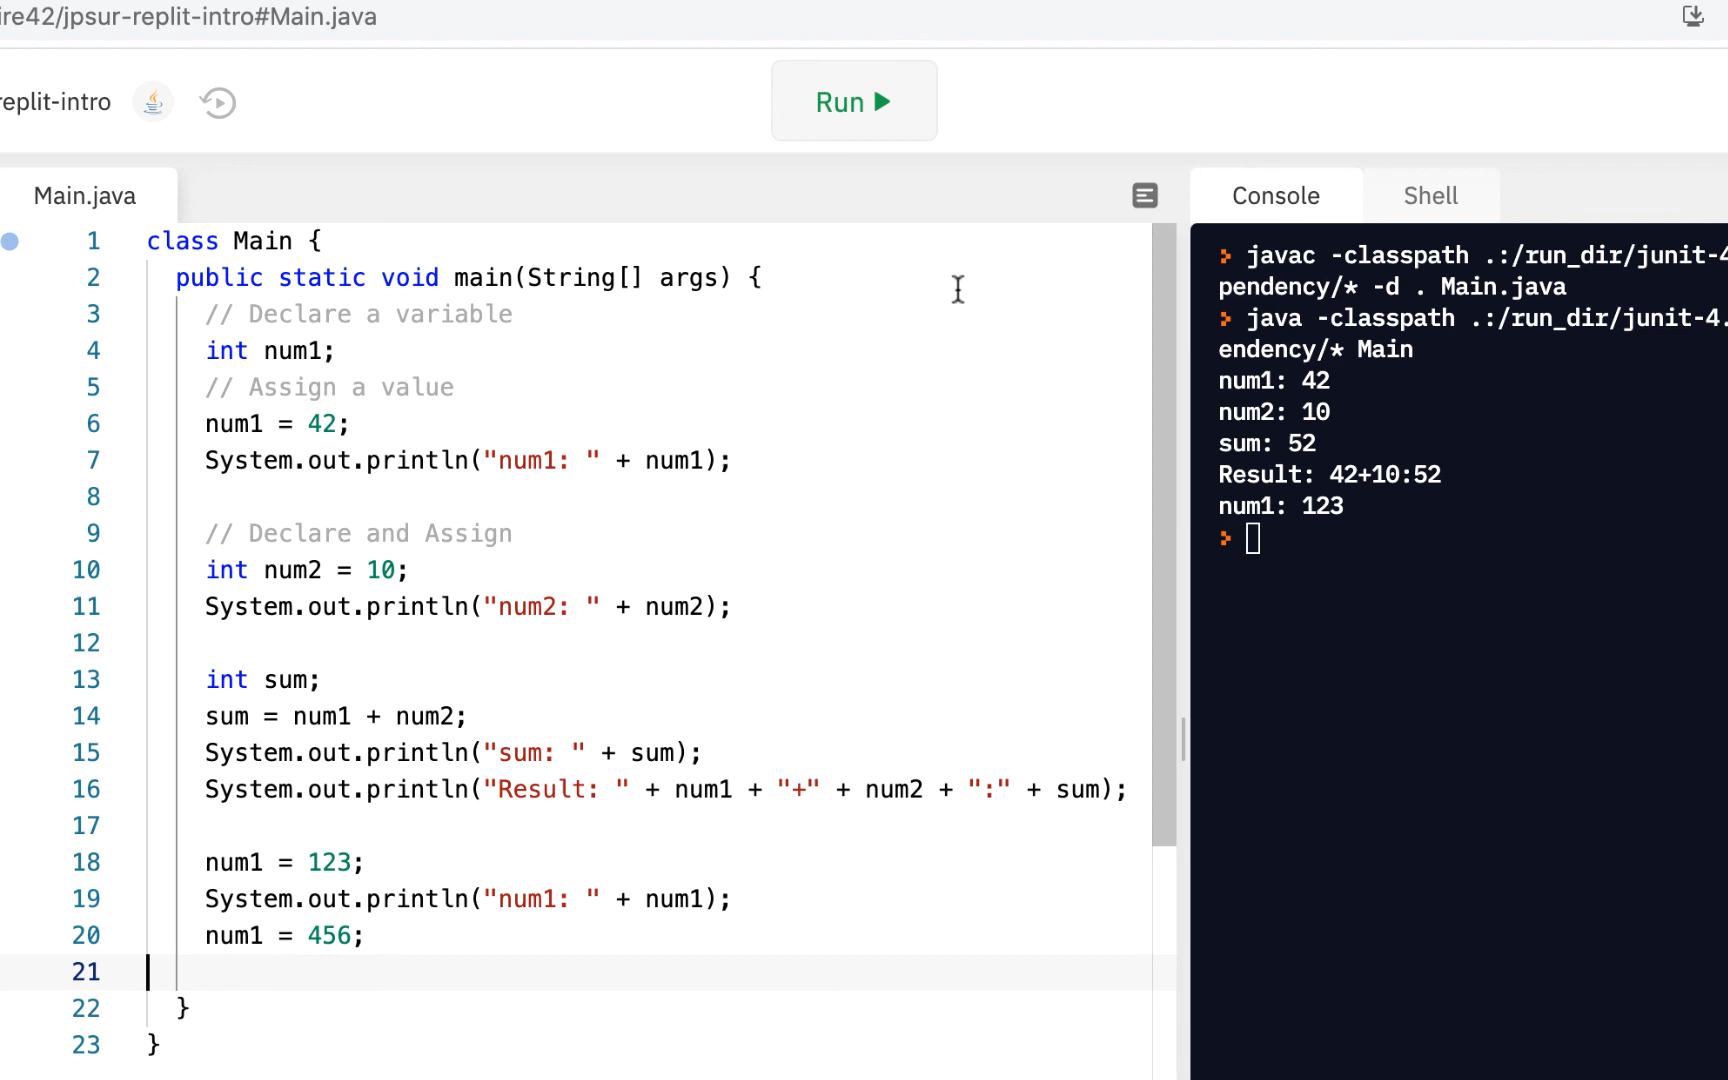 ire42/jpsur-replit-intro#Main.java
replit-intro
Run
Main.java
Console
Shell
1 class Main {
2 public static void main(String[] args) {
3 // Declare a variable
4 int num1;
5 // Assign a value
6 num1 = 42;
7 System.out.println("num1: " + num1);
8
9 // Declare and Assign
10 int num2 = 10;
11 System.out.println("num2: " + num2);
12
13 int sum;
14 sum = num1 + num2;
15 System.out.println("sum: " + sum);
16 System.out.println("Result: " + num1 + "+" + num2 + ":" + sum);
17
18 num1 = 123;
19 System.out.println("num1: " + num1);
20 num1 = 456;
21
22 }
23 }
> javac -classpath .:/run_dir/junit-4
pendency/* -d . Main.java
> java -classpath .:/run_dir/junit-4.
endency/* Main
num1: 42
num2: 10
sum: 52
Result: 42+10:52
num1: 123
>